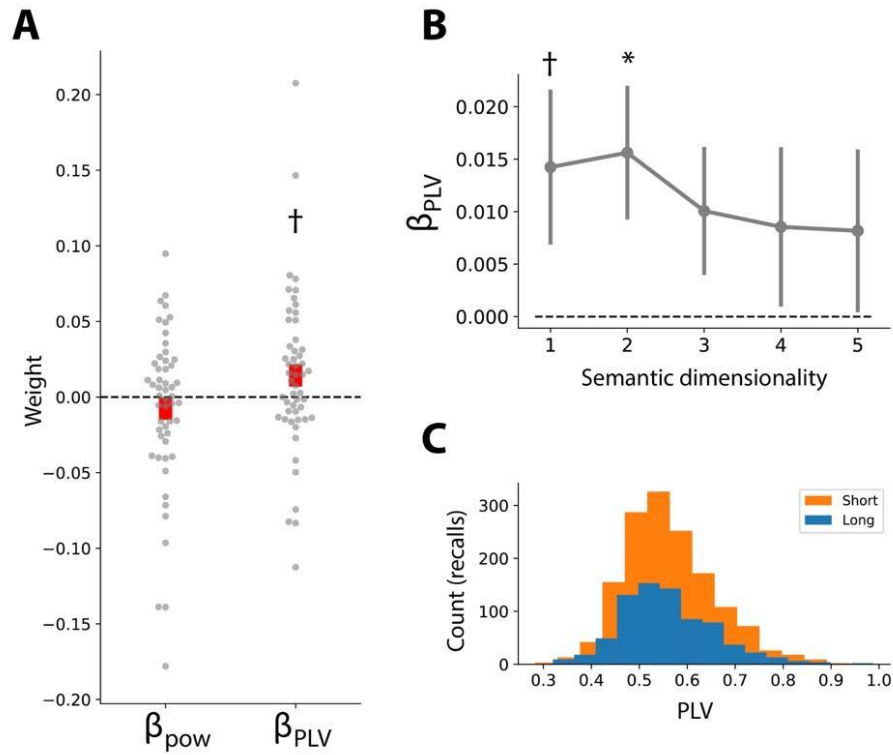 A
0.20
0.15
0.10
0.05
0.00
−0.05
−0.10
−0.15
−0.20
Weight
†
βpow
βPLV
B
† *
0.020
0.015
0.010
0.005
0.000
βPLV
1 2 3 4 5
Semantic dimensionality
C
300
200
100
0
Count (recalls)
Short
Long
0.3 0.4 0.5 0.6 0.7 0.8 0.9 1.0
PLV